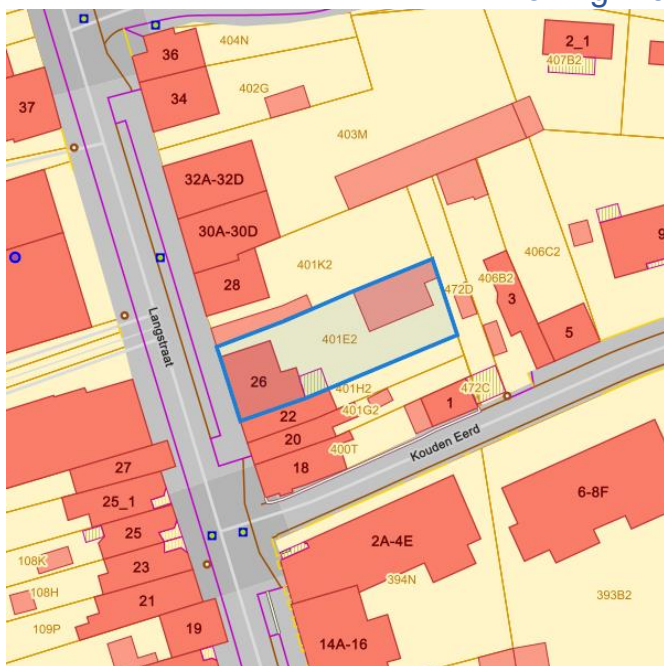 36
404N
2_1
407B2
34
402G
37
403M
32A-32D
30A-30D
406C2
9
401K2
28
472D
406B2
3
Langstraat
401E2
5
26
401H2
472C
22
401G2
1
20
400T
Kouden Eerd
18
27
6-8F
25_1
25
2A-4E
108K
23
394N
108H
21
393B2
109P
19
14A-16